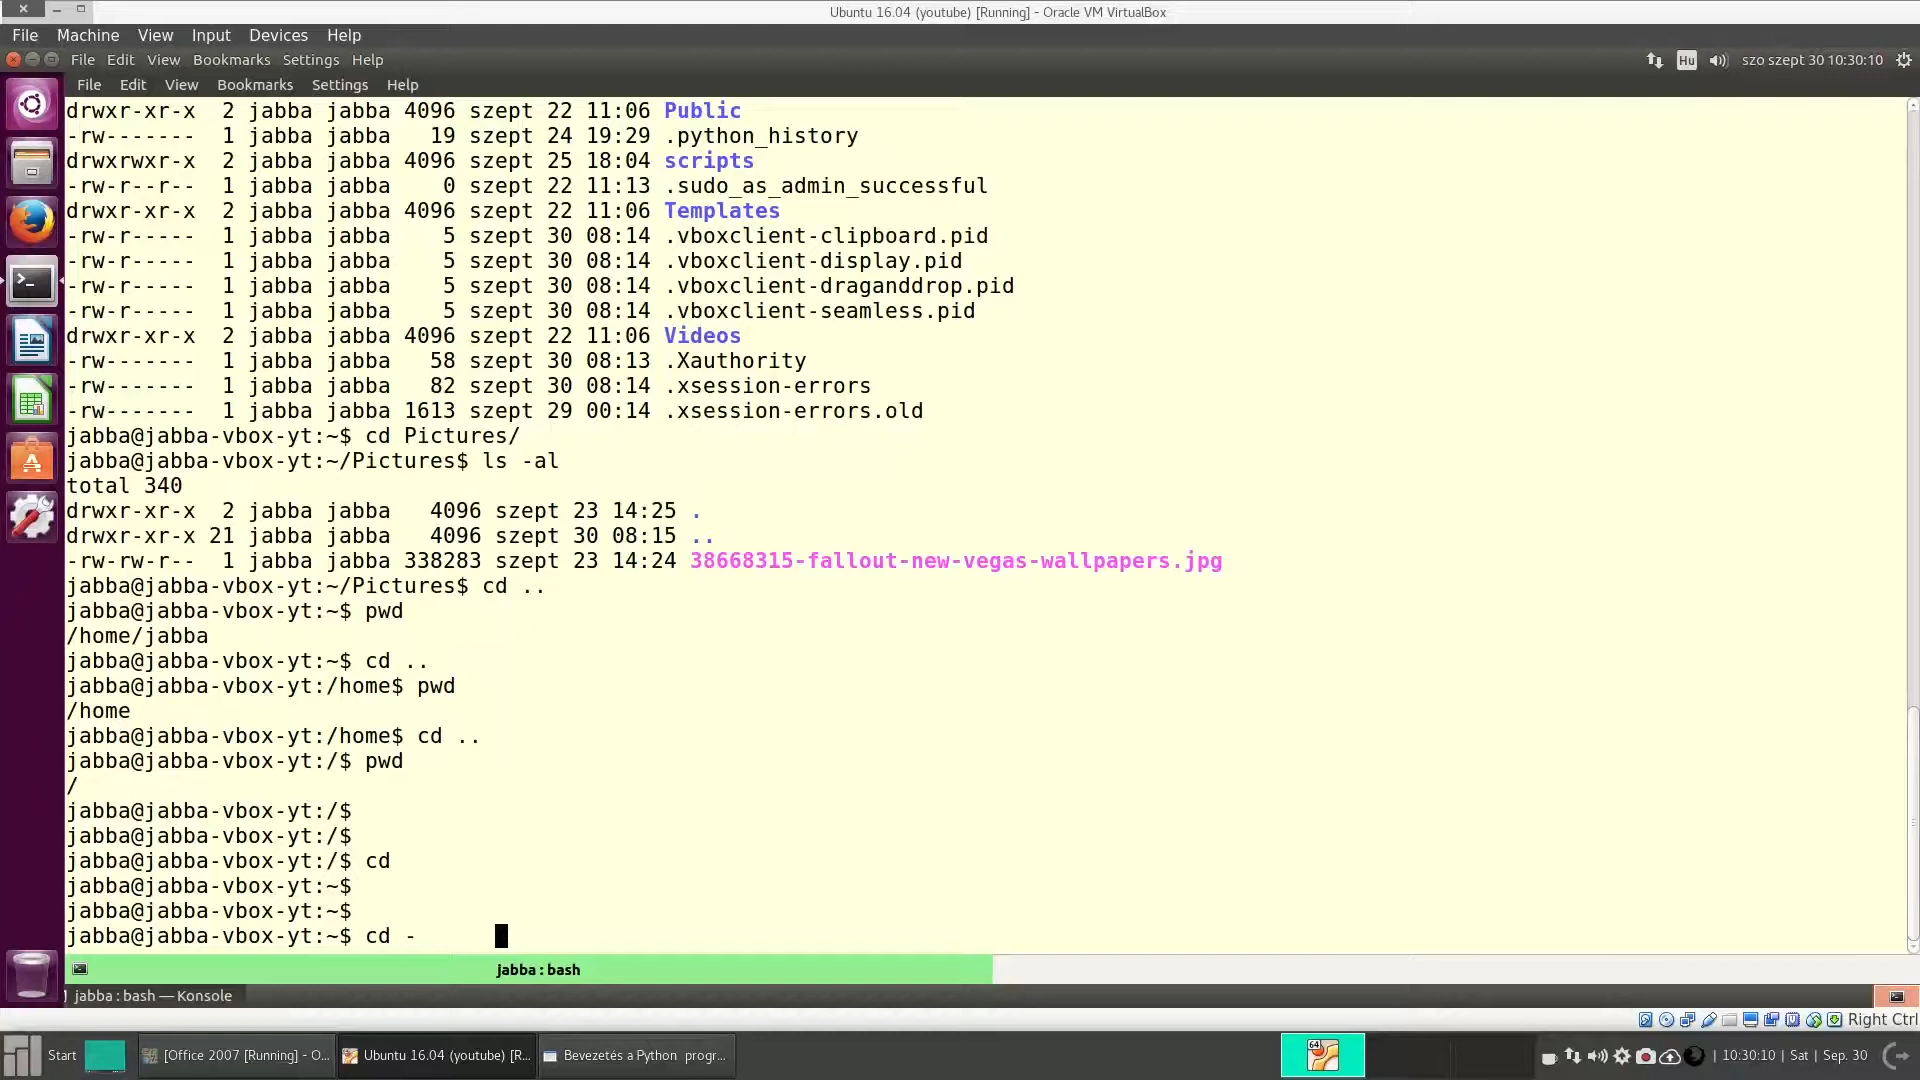 Ubuntu 16.04 (youtube) [Running] - Oracle VM VirtualBox
File Machine View Input Devices Help
File Edit View Bookmarks Settings Help
Hu szo szept 30 10:30:10
File Edit View Bookmarks Settings Help
drwxr-xr-x  2 jabba jabba 4096 szept 22 11:06 Public
-rw-------  1 jabba jabba   19 szept 24 19:29 .python_history
drwxrwxr-x  2 jabba jabba 4096 szept 25 18:04 scripts
-rw-r--r--  1 jabba jabba    0 szept 22 11:13 .sudo_as_admin_successful
drwxr-xr-x  2 jabba jabba 4096 szept 22 11:06 Templates
-rw-r-----  1 jabba jabba    5 szept 30 08:14 .vboxclient-clipboard.pid
-rw-r-----  1 jabba jabba    5 szept 30 08:14 .vboxclient-display.pid
-rw-r-----  1 jabba jabba    5 szept 30 08:14 .vboxclient-draganddrop.pid
-rw-r-----  1 jabba jabba    5 szept 30 08:14 .vboxclient-seamless.pid
drwxr-xr-x  2 jabba jabba 4096 szept 22 11:06 Videos
-rw-------  1 jabba jabba   58 szept 30 08:13 .Xauthority
-rw-------  1 jabba jabba   82 szept 30 08:14 .xsession-errors
-rw-------  1 jabba jabba 1613 szept 29 00:14 .xsession-errors.old
jabba@jabba-vbox-yt:~$ cd Pictures/
jabba@jabba-vbox-yt:~/Pictures$ ls -al
total 340
drwxr-xr-x  2 jabba jabba   4096 szept 23 14:25 .
drwxr-xr-x 21 jabba jabba   4096 szept 30 08:15 ..
-rw-rw-r--  1 jabba jabba 338283 szept 23 14:24 38668315-fallout-new-vegas-wallpapers.jpg
jabba@jabba-vbox-yt:~/Pictures$ cd ..
jabba@jabba-vbox-yt:~$ pwd
/home/jabba
jabba@jabba-vbox-yt:~$ cd ..
jabba@jabba-vbox-yt:/home$ pwd
/home
jabba@jabba-vbox-yt:/home$ cd ..
jabba@jabba-vbox-yt:/$ pwd
/
jabba@jabba-vbox-yt:/$
jabba@jabba-vbox-yt:/$
jabba@jabba-vbox-yt:/$ cd
jabba@jabba-vbox-yt:~$
jabba@jabba-vbox-yt:~$
jabba@jabba-vbox-yt:~$ cd -
jabba : bash
jabba : bash — Konsole
Right Ctrl
Start [Office 2007 [Running] - O... Ubuntu 16.04 (youtube) [R... Bevezetés a Python progr... 64 | 10:30:10 | Sat | Sep. 30